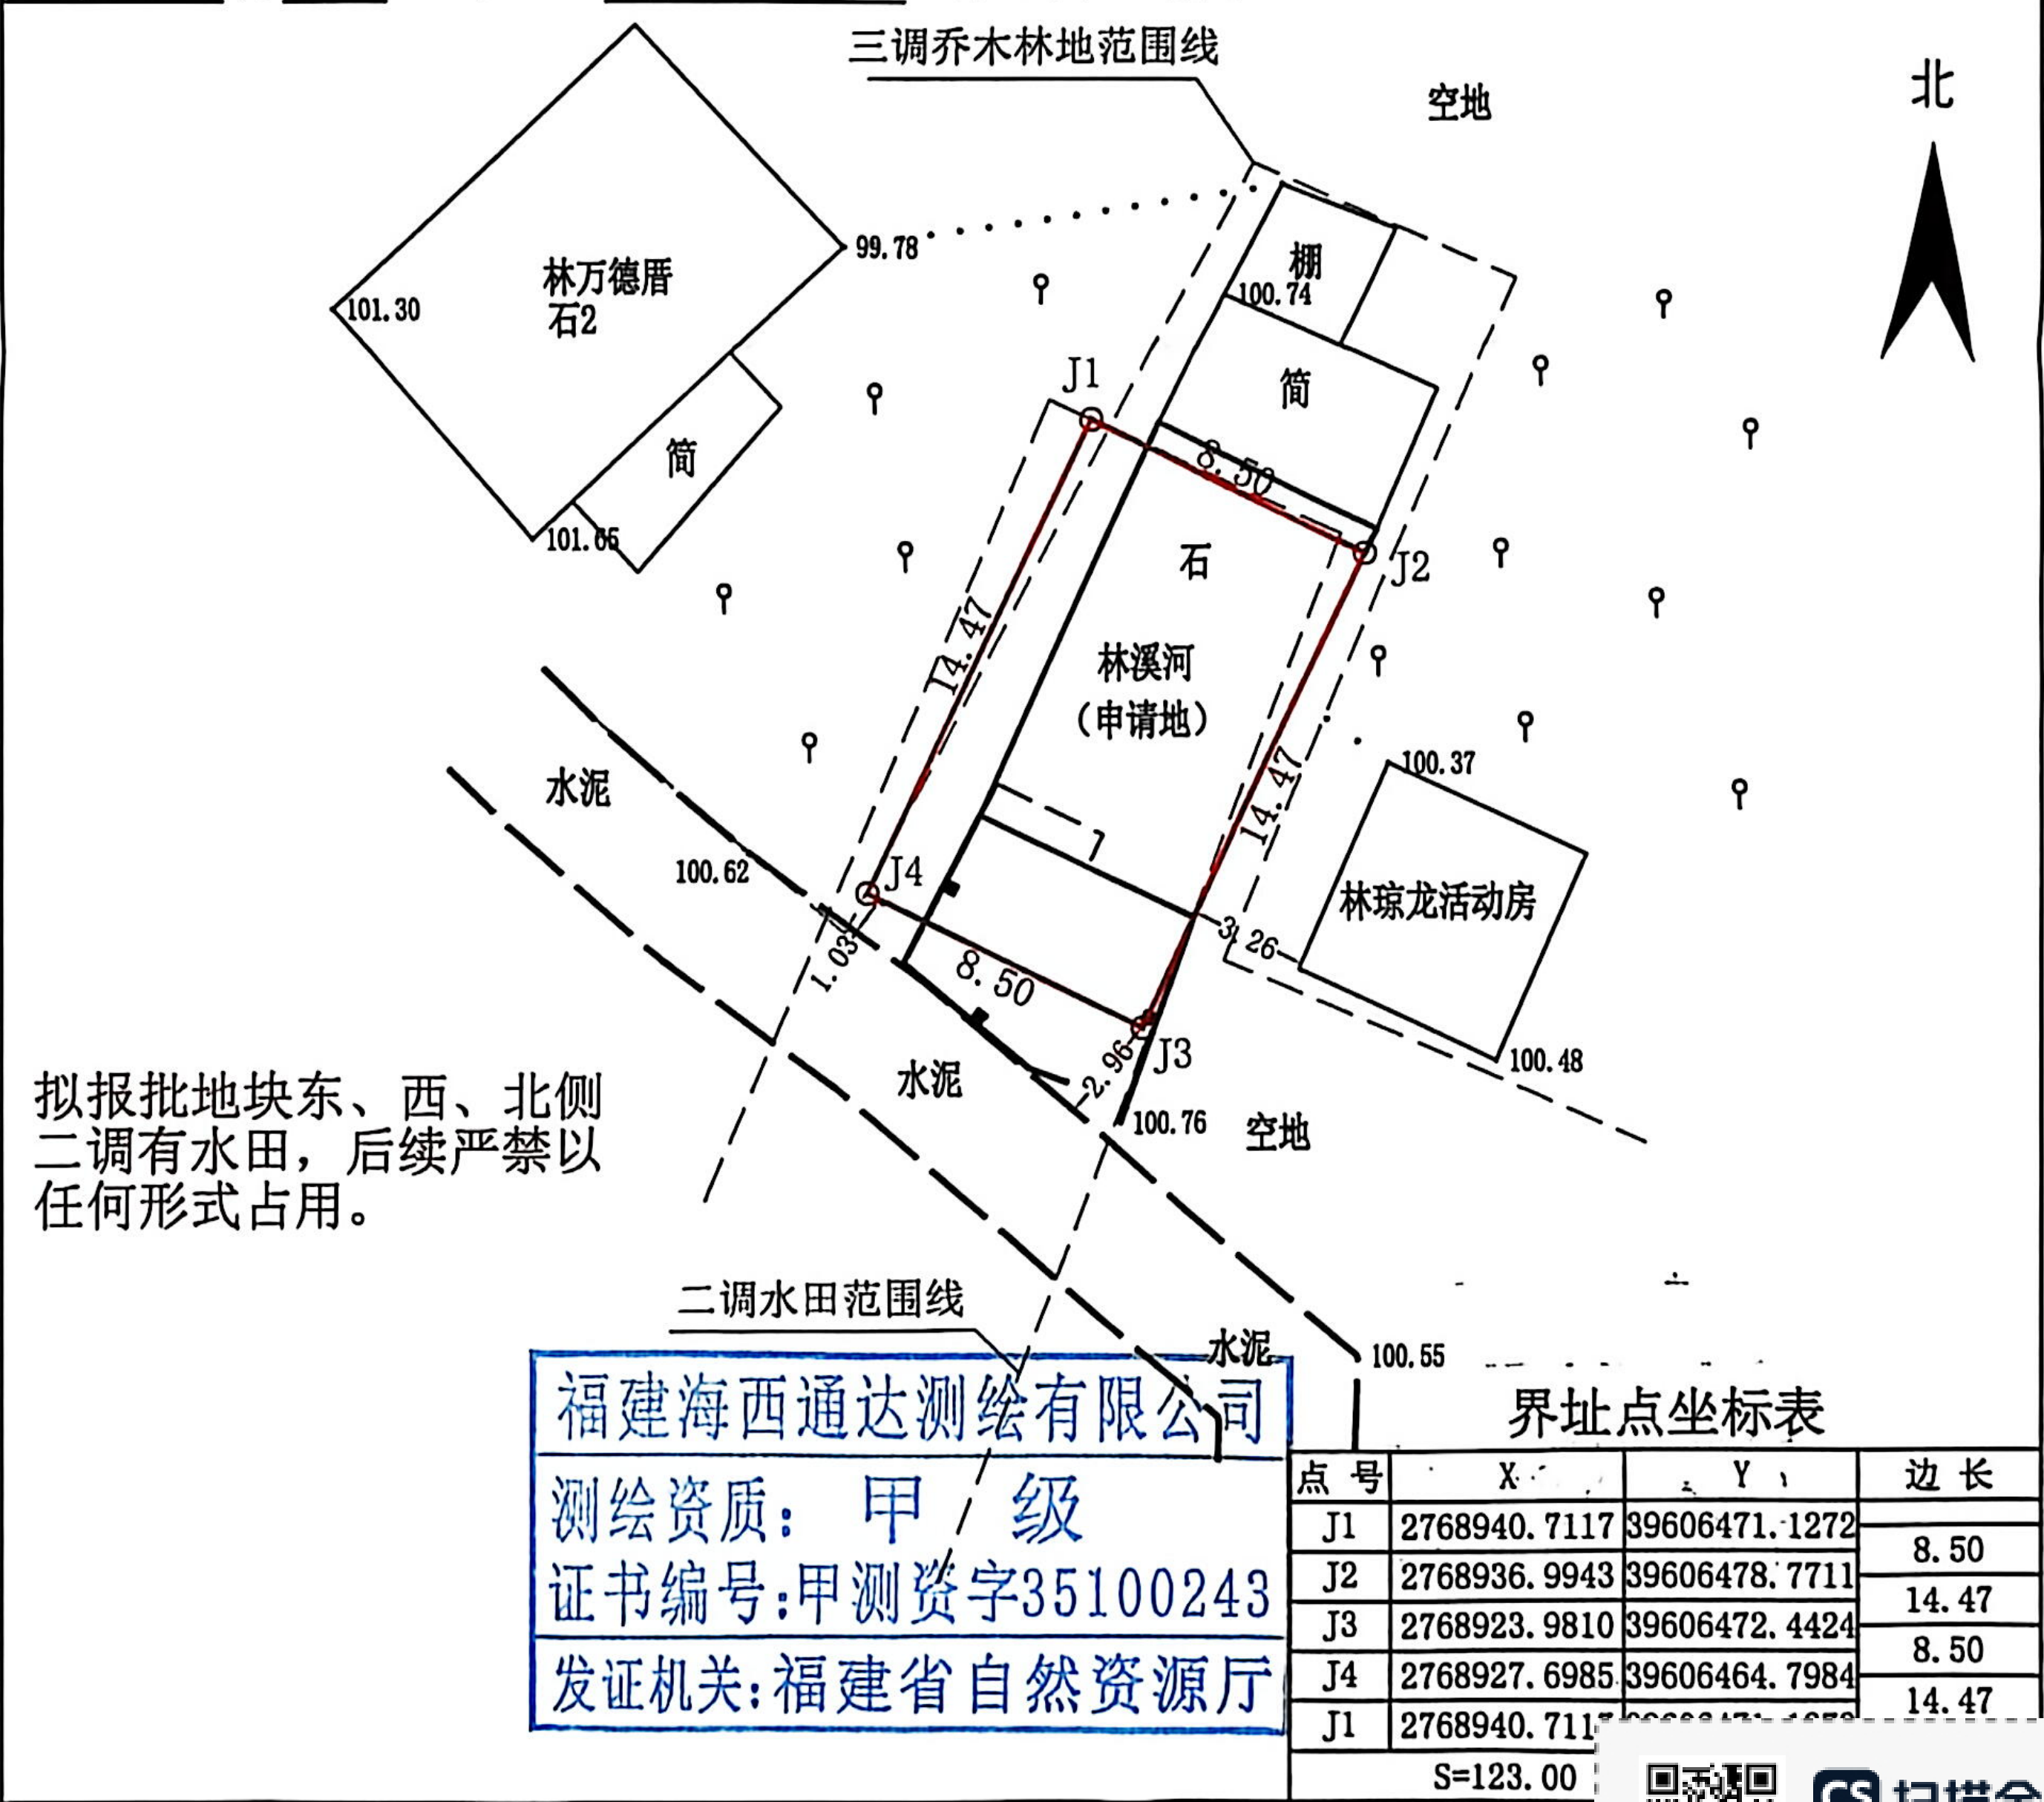 三调乔木林地范围线
空地
北
99.78
棚
100.74
林万德厝
石2
101.30
简
J1
简
8.50
101.65
石
J2
14.47
林溪河
（申请地）
水泥
14.47
100.37
100.62
J4
林琼龙活动房
3.26
1.03
8.50
J3
2.96
100.48
水泥
100.76
空地
拟报批地块东、西、北侧
二调有水田，后续严禁以
任何形式占用。
二调水田范围线
水泥
100.55
福建海西通达测绘有限公司
测绘资质：甲 级
证书编号：甲测资字35100243
发证机关：福建省自然资源厅
界址点坐标表
点 号 X Y 边 长
J1 2768940.7117 39606471.1272
8.50
J2 2768936.9943 39606478.7711
14.47
J3 2768923.9810 39606472.4424
8.50
J4 2768927.6985 39606464.7984
14.47
J1 2768940.711
S=123.00
CS 扫描全